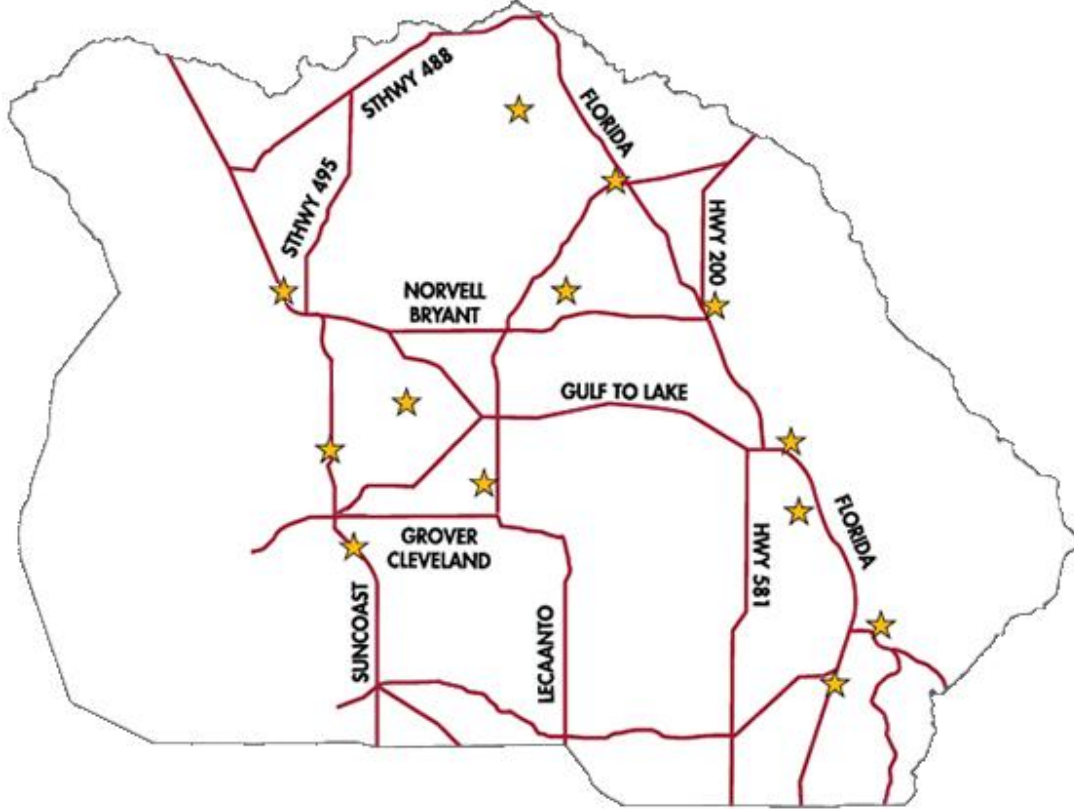 STHWY 488
FLORIDA
STHWY 495
HWY 200
NORVELL
BRYANT
GULF TO LAKE
FLORIDA
GROVER
CLEVELAND
HWY 581
SUNCOAST
LECAANTO